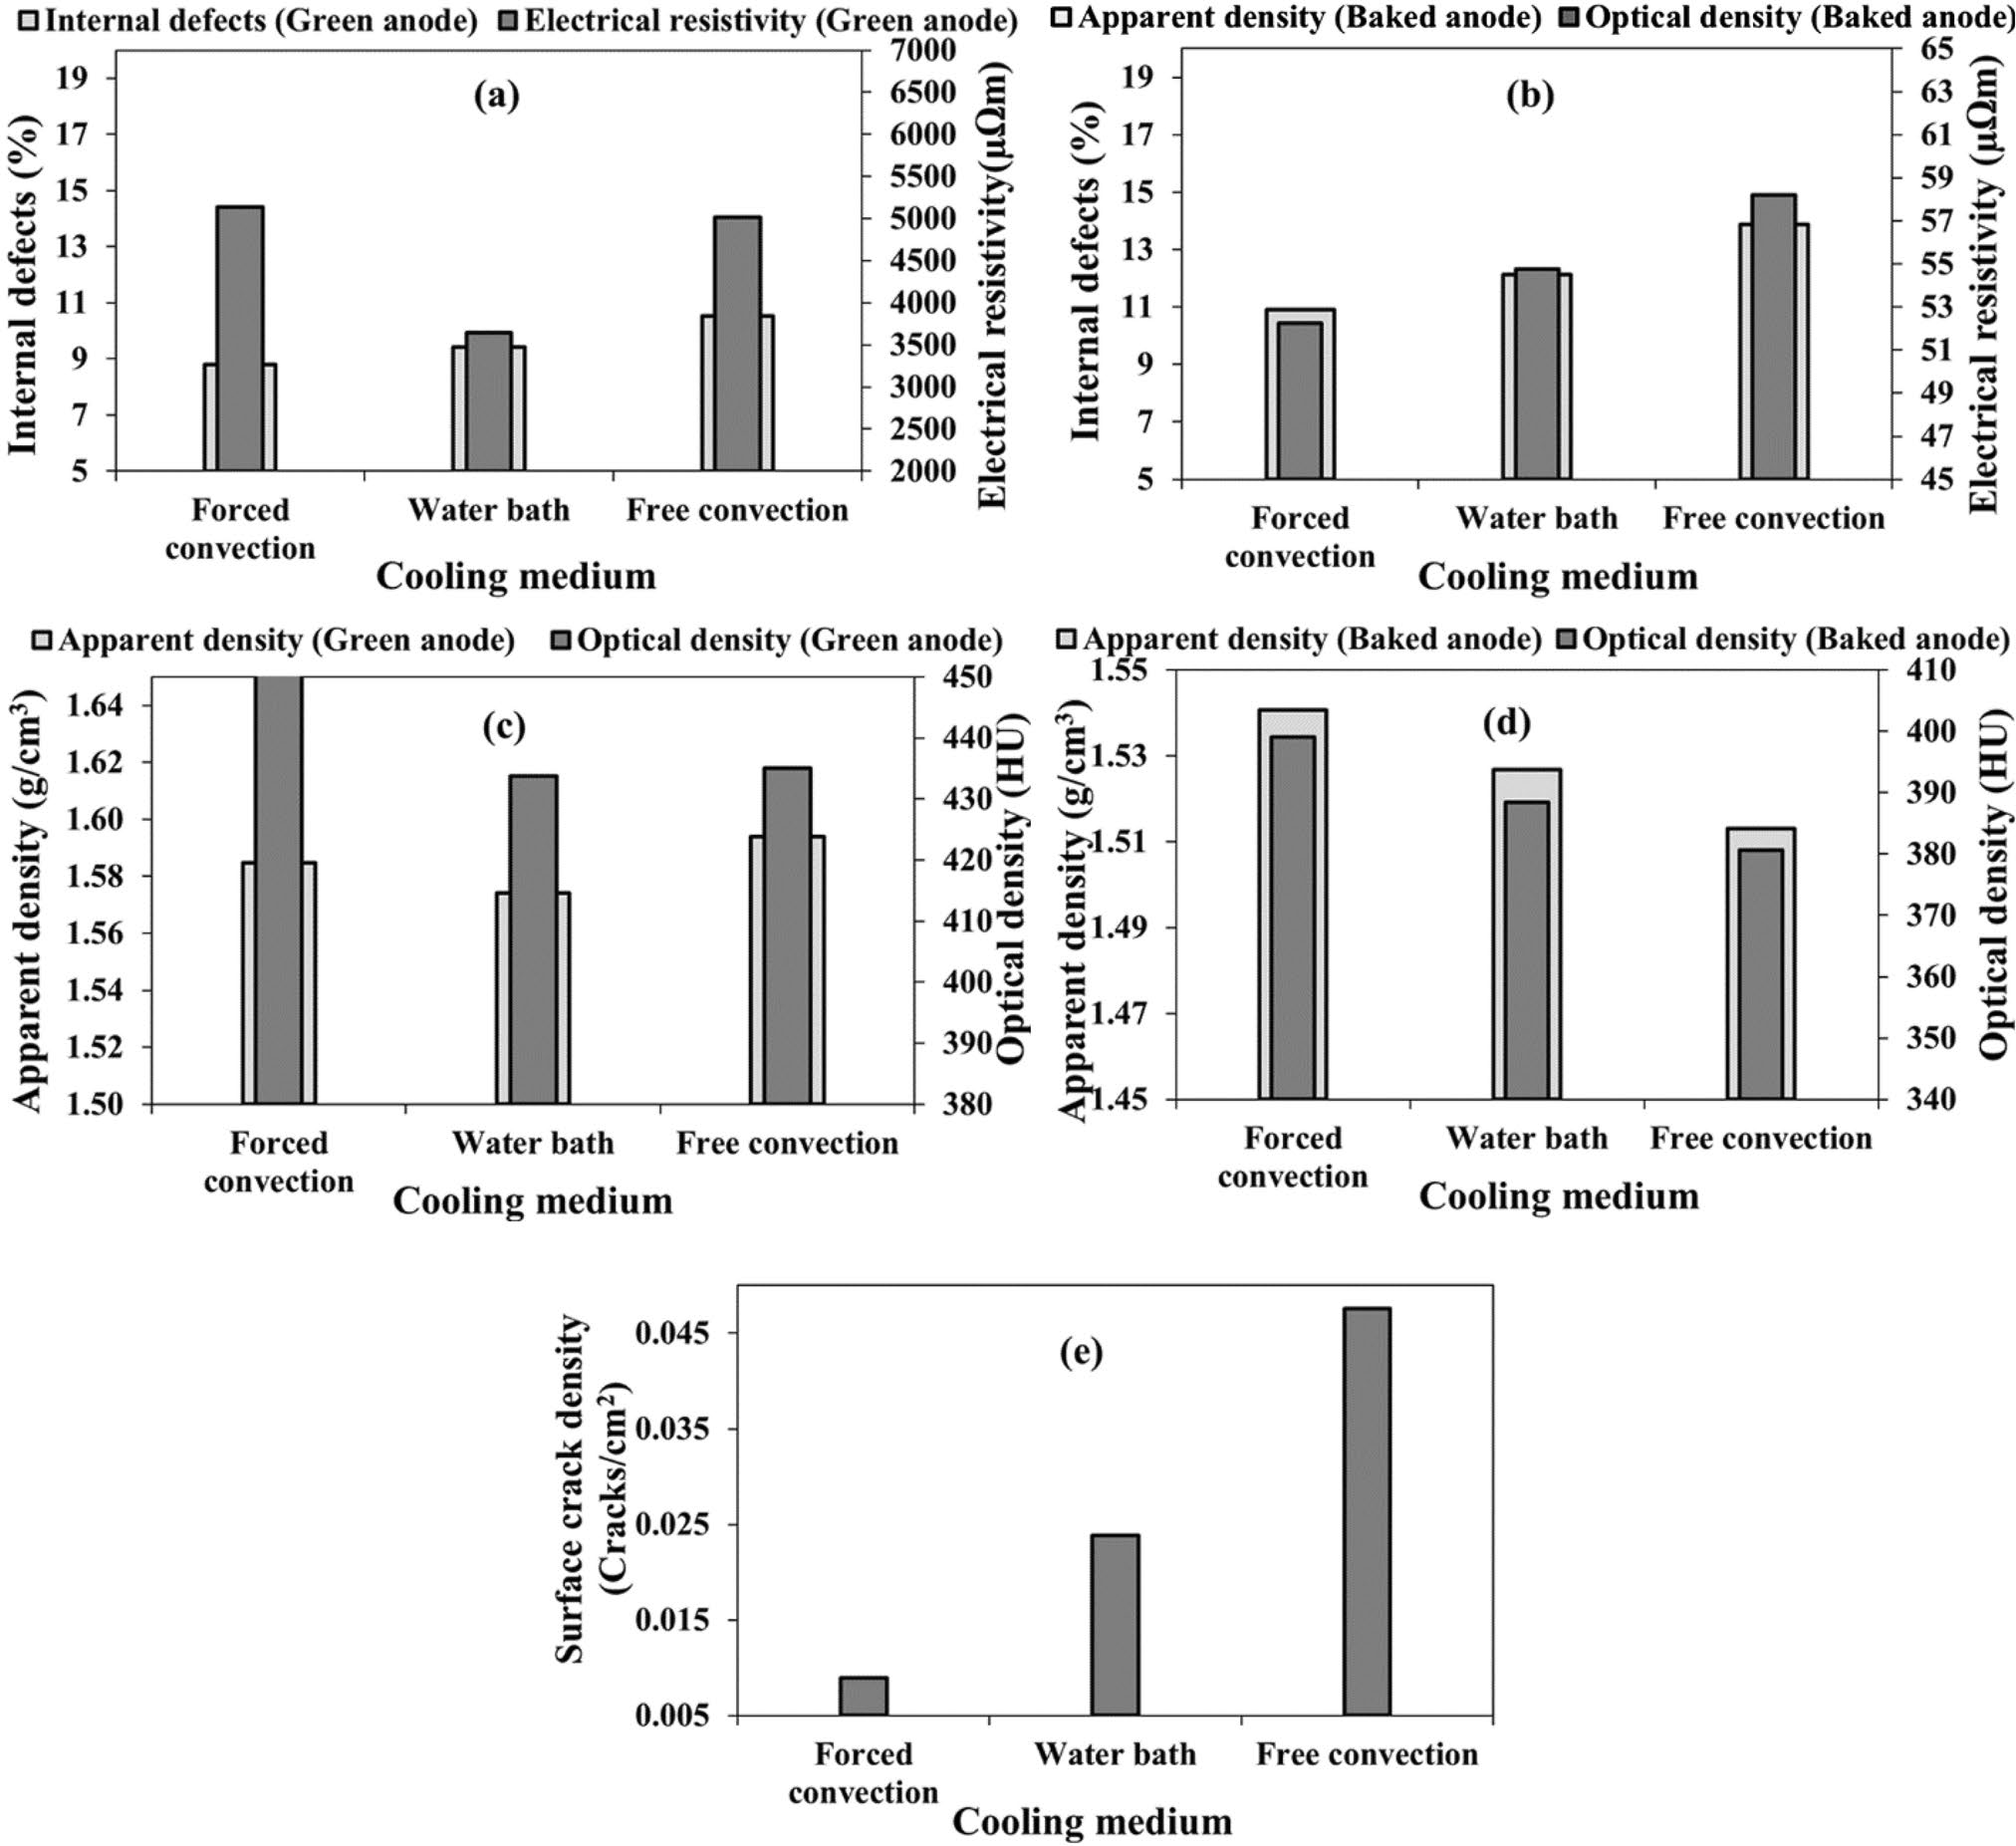 Internal defects (Green anode) Electrical resistivity (Green anode)
(a)
Internal defects (%)
19
17
15
13
11
9
7
5
7000
6500
6000
5500
5000
4500
4000
3500
3000
2500
2000
Electrical resistivity(μΩm)
Forced convection
Water bath
Free convection
Cooling medium
Apparent density (Baked anode) Optical density (Baked anode)
(b)
Internal defects (%)
19
17
15
13
11
9
7
5
65
63
61
59
57
55
53
51
49
47
45
Electrical resistivity (μΩm)
Forced convection
Water bath
Free convection
Cooling medium
Apparent density (Green anode) Optical density (Green anode)
(c)
Apparent density (g/cm³)
1.64
1.62
1.60
1.58
1.56
1.54
1.52
1.50
450
440
430
420
410
400
390
380
Optical density (HU)
Forced convection
Water bath
Free convection
Cooling medium
Apparent density (Baked anode) Optical density (Baked anode)
(d)
Apparent density (g/cm³)
1.55
1.53
1.51
1.49
1.47
1.45
410
400
390
380
370
360
350
340
Optical density (HU)
Forced convection
Water bath
Free convection
Cooling medium
(e)
Surface crack density
(Cracks/cm²)
0.045
0.035
0.025
0.015
0.005
Forced convection
Water bath
Free convection
Cooling medium